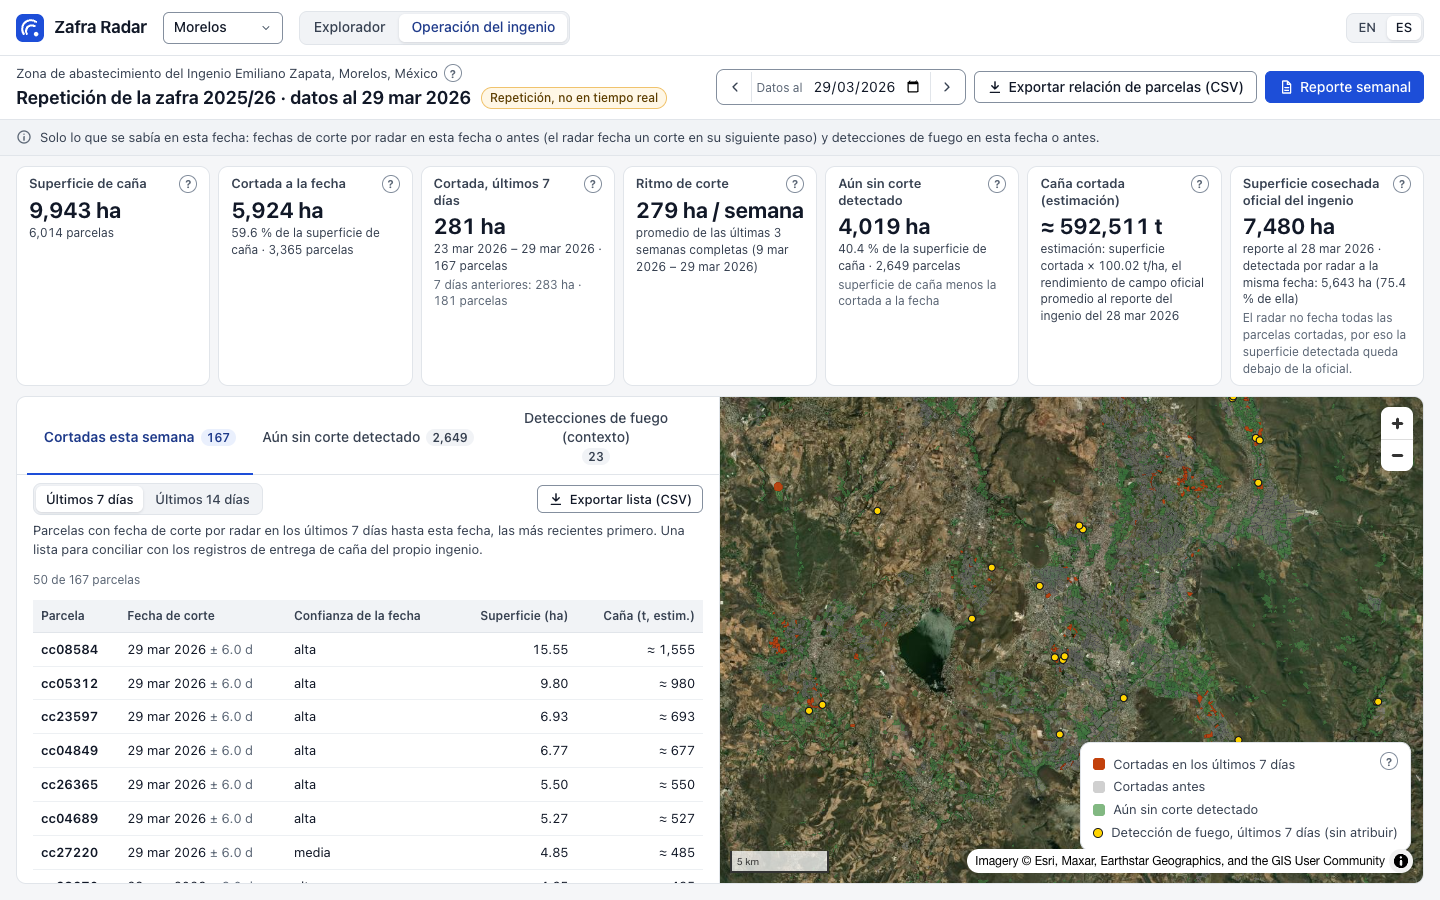 Zafra Radar
Morelos
Explorador
Operación del ingenio
EN
ES
Zona de abastecimiento del Ingenio Emiliano Zapata, Morelos, México ?
Repetición de la zafra 2025/26 · datos al 29 mar 2026
Repetición, no en tiempo real
Datos al 29/03/2026
Exportar relación de parcelas (CSV)
Reporte semanal
Solo lo que se sabía en esta fecha: fechas de corte por radar en esta fecha o antes (el radar fecha un corte en su siguiente paso) y detecciones de fuego en esta fecha o antes.
Superficie de caña ?
9,943 ha
6,014 parcelas
Cortada a la fecha ?
5,924 ha
59.6 % de la superficie de
caña · 3,365 parcelas
Cortada, últimos 7 ?
días
281 ha
23 mar 2026 – 29 mar 2026 ·
167 parcelas
7 días anteriores: 283 ha ·
181 parcelas
Ritmo de corte ?
279 ha / semana
promedio de las últimas 3
semanas completas (9 mar
2026 – 29 mar 2026)
Aún sin corte ?
detectado
4,019 ha
40.4 % de la superficie de
caña · 2,649 parcelas
superficie de caña menos la
cortada a la fecha
Caña cortada ?
(estimación)
≈ 592,511 t
estimación: superficie
cortada × 100.02 t/ha, el
rendimiento de campo oficial
promedio al reporte del
ingenio del 28 mar 2026
Superficie cosechada ?
oficial del ingenio
7,480 ha
reporte al 28 mar 2026 ·
detectada por radar a la
misma fecha: 5,643 ha (75.4
% de ella)
El radar no fecha todas las
parcelas cortadas, por eso la
superficie detectada queda
debajo de la oficial.
Cortadas esta semana 167
Aún sin corte detectado 2,649
Detecciones de fuego
(contexto)
23
Últimos 7 días
Últimos 14 días
Exportar lista (CSV)
Parcelas con fecha de corte por radar en los últimos 7 días hasta esta fecha, las más recientes primero. Una
lista para conciliar con los registros de entrega de caña del propio ingenio.
50 de 167 parcelas
Parcela Fecha de corte Confianza de la fecha Superficie (ha) Caña (t, estim.)
cc08584 29 mar 2026 ± 6.0 d alta 15.55 ≈ 1,555
cc05312 29 mar 2026 ± 6.0 d alta 9.80 ≈ 980
cc23597 29 mar 2026 ± 6.0 d alta 6.93 ≈ 693
cc04849 29 mar 2026 ± 6.0 d alta 6.77 ≈ 677
cc26365 29 mar 2026 ± 6.0 d alta 5.50 ≈ 550
cc04689 29 mar 2026 ± 6.0 d alta 5.27 ≈ 527
cc27220 29 mar 2026 ± 6.0 d media 4.85 ≈ 485
+
−
Cortadas en los últimos 7 días ?
Cortadas antes
Aún sin corte detectado
Detección de fuego, últimos 7 días (sin atribuir)
5 km
Imagery © Esri, Maxar, Earthstar Geographics, and the GIS User Community